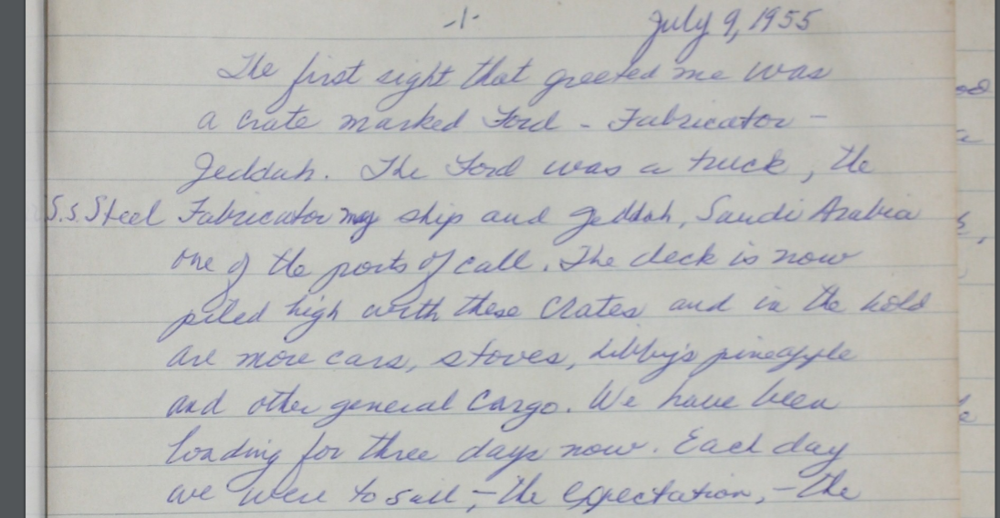 -1- July 9, 1955
The first sight that greeted me was
a crate marked Ford - Fabricator -
Jeddah. The Ford was a truck, the
S.S. Steel Fabricator my ship and Jeddah, Saudi Arabia
one of the ports of call. The deck is now
piled high with these crates and in the hold
are more cars, stoves, Libby's pineapple
and other general cargo. We have been
loading for three days now. Each day
we were to sail, - the expectation, - the